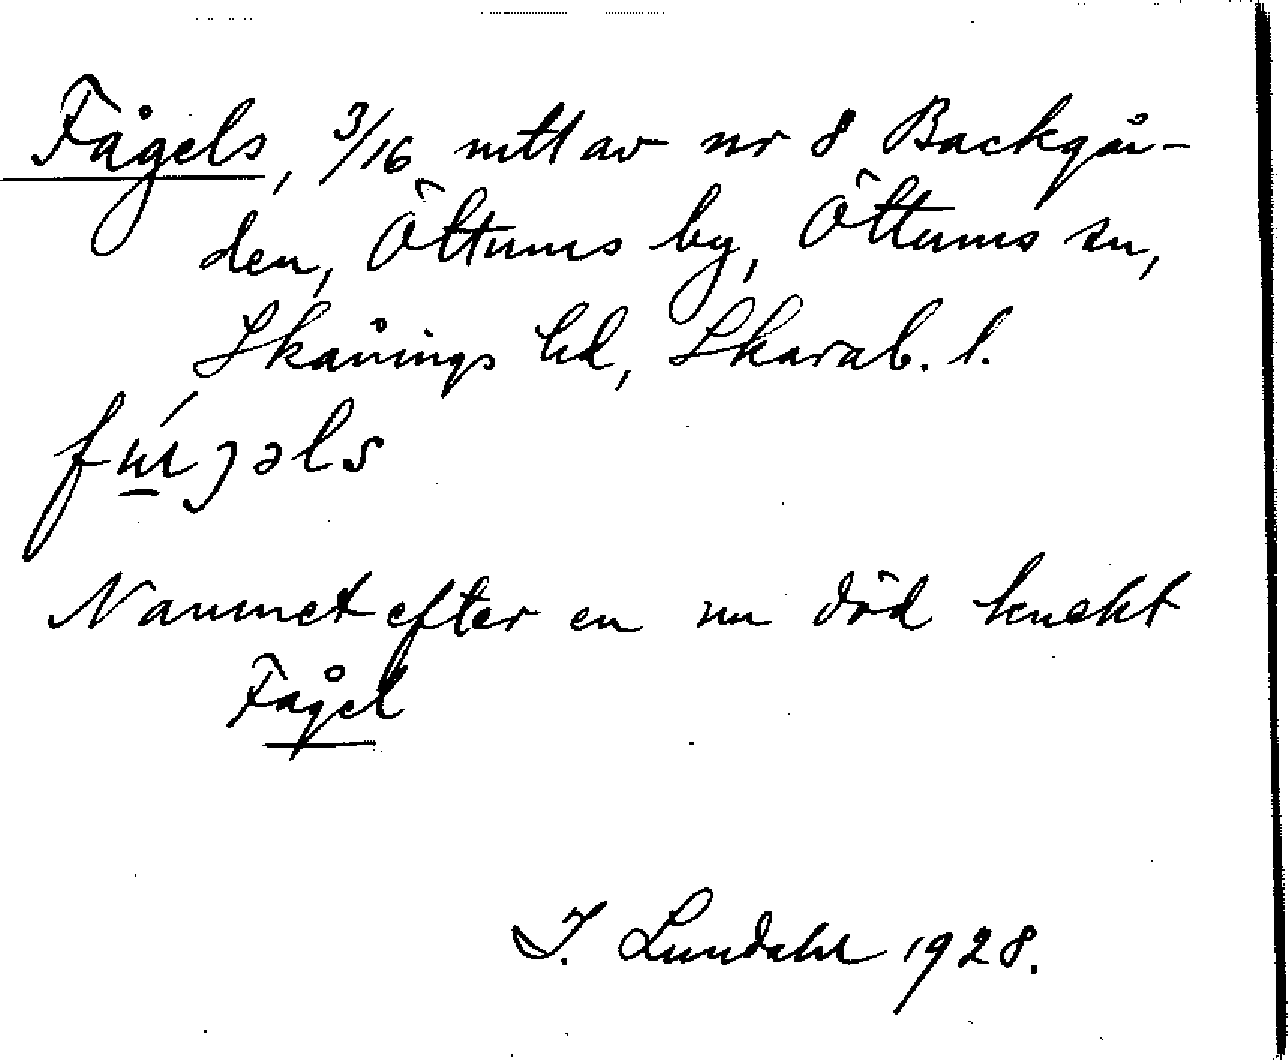 Fågels, 3/16 mtl av nr 8 Backgår-
den, Öttums by, Öttums sn,
Skånings hd, Skarab. l.
Namnet efter en nu död knekt
Fågel
I. Lundahl 1928.